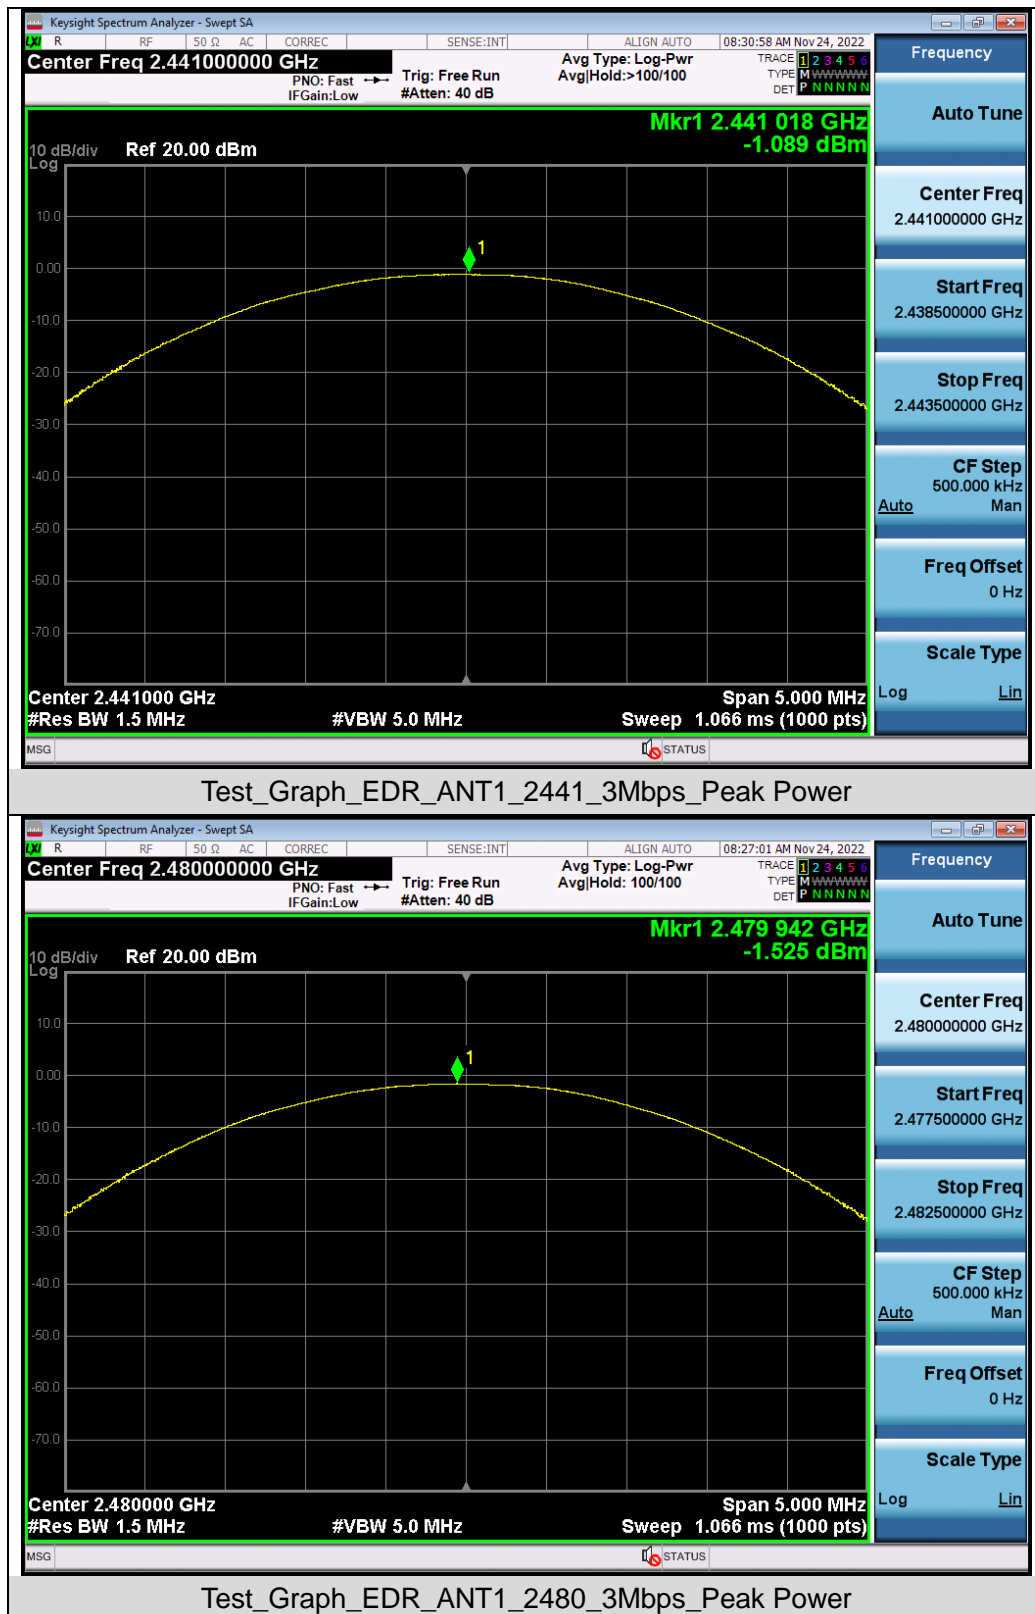 Keysight Spectrum Analyzer - Swept SA
LXI R RF 50 Ω AC CORREC SENSE:INT ALIGN AUTO 08:30:58 AM Nov 24, 2022
Center Freq 2.441000000 GHz
PNO: Fast
IFGain:Low
Trig: Free Run
#Atten: 40 dB
Avg Type: Log-Pwr
Avg|Hold:>100/100
TRACE 1 2 3 4 5 6
TYPE M WWWWW
DET P N N N N N
Mkr1 2.441 018 GHz
-1.089 dBm
10 dB/div Ref 20.00 dBm
Log
10.0
1
0.00
-10.0
-20.0
-30.0
-40.0
-50.0
-60.0
-70.0
Center 2.441000 GHz Span 5.000 MHz
#Res BW 1.5 MHz #VBW 5.0 MHz Sweep 1.066 ms (1000 pts)
MSG STATUS
Frequency
Auto Tune
Center Freq
2.441000000 GHz
Start Freq
2.438500000 GHz
Stop Freq
2.443500000 GHz
CF Step
500.000 kHz
Auto Man
Freq Offset
0 Hz
Scale Type
Log Lin
Test_Graph_EDR_ANT1_2441_3Mbps_Peak Power
Keysight Spectrum Analyzer - Swept SA
LXI R RF 50 Ω AC CORREC SENSE:INT ALIGN AUTO 08:27:01 AM Nov 24, 2022
Center Freq 2.480000000 GHz
PNO: Fast
IFGain:Low
Trig: Free Run
#Atten: 40 dB
Avg Type: Log-Pwr
Avg|Hold: 100/100
TRACE 1 2 3 4 5 6
TYPE M WWWWW
DET P N N N N N
Mkr1 2.479 942 GHz
-1.525 dBm
10 dB/div Ref 20.00 dBm
Log
10.0
1
0.00
-10.0
-20.0
-30.0
-40.0
-50.0
-60.0
-70.0
Center 2.480000 GHz Span 5.000 MHz
#Res BW 1.5 MHz #VBW 5.0 MHz Sweep 1.066 ms (1000 pts)
MSG STATUS
Frequency
Auto Tune
Center Freq
2.480000000 GHz
Start Freq
2.477500000 GHz
Stop Freq
2.482500000 GHz
CF Step
500.000 kHz
Auto Man
Freq Offset
0 Hz
Scale Type
Log Lin
Test_Graph_EDR_ANT1_2480_3Mbps_Peak Power